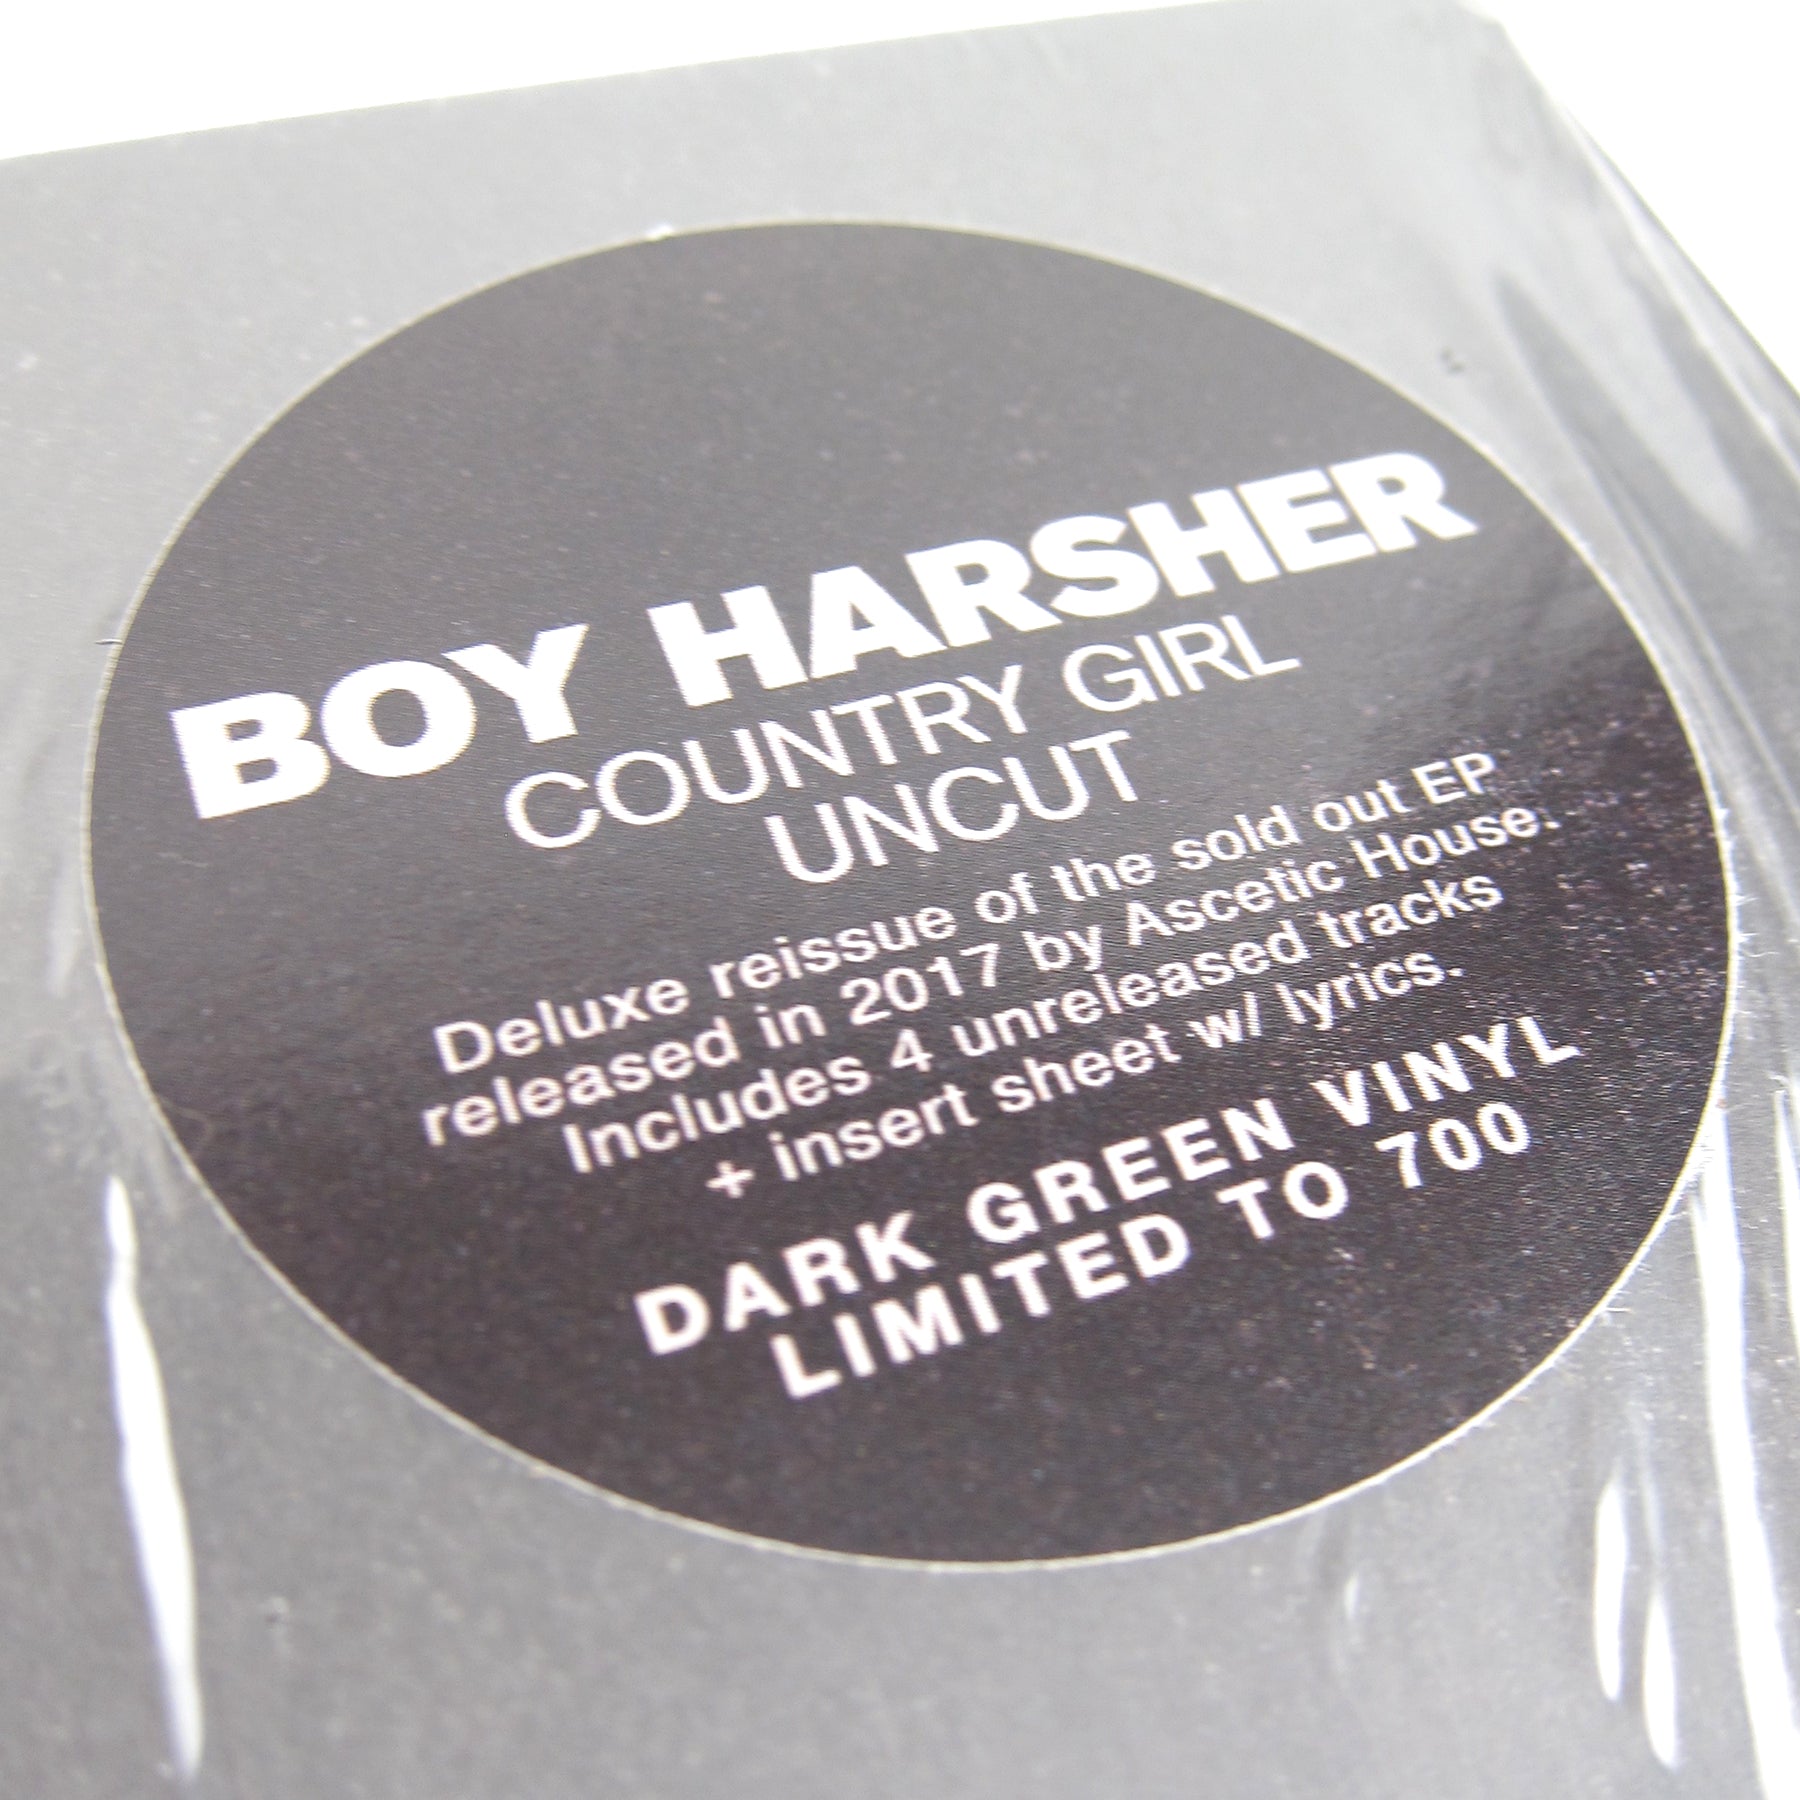 BOY HARSHER
COUNTRY GIRL
UNCUT
Deluxe reissue of the sold out EP
released in 2017 by Ascetic House.
Includes 4 unreleased tracks
+ insert sheet w/ lyrics.
DARK GREEN VINYL
LIMITED TO 700